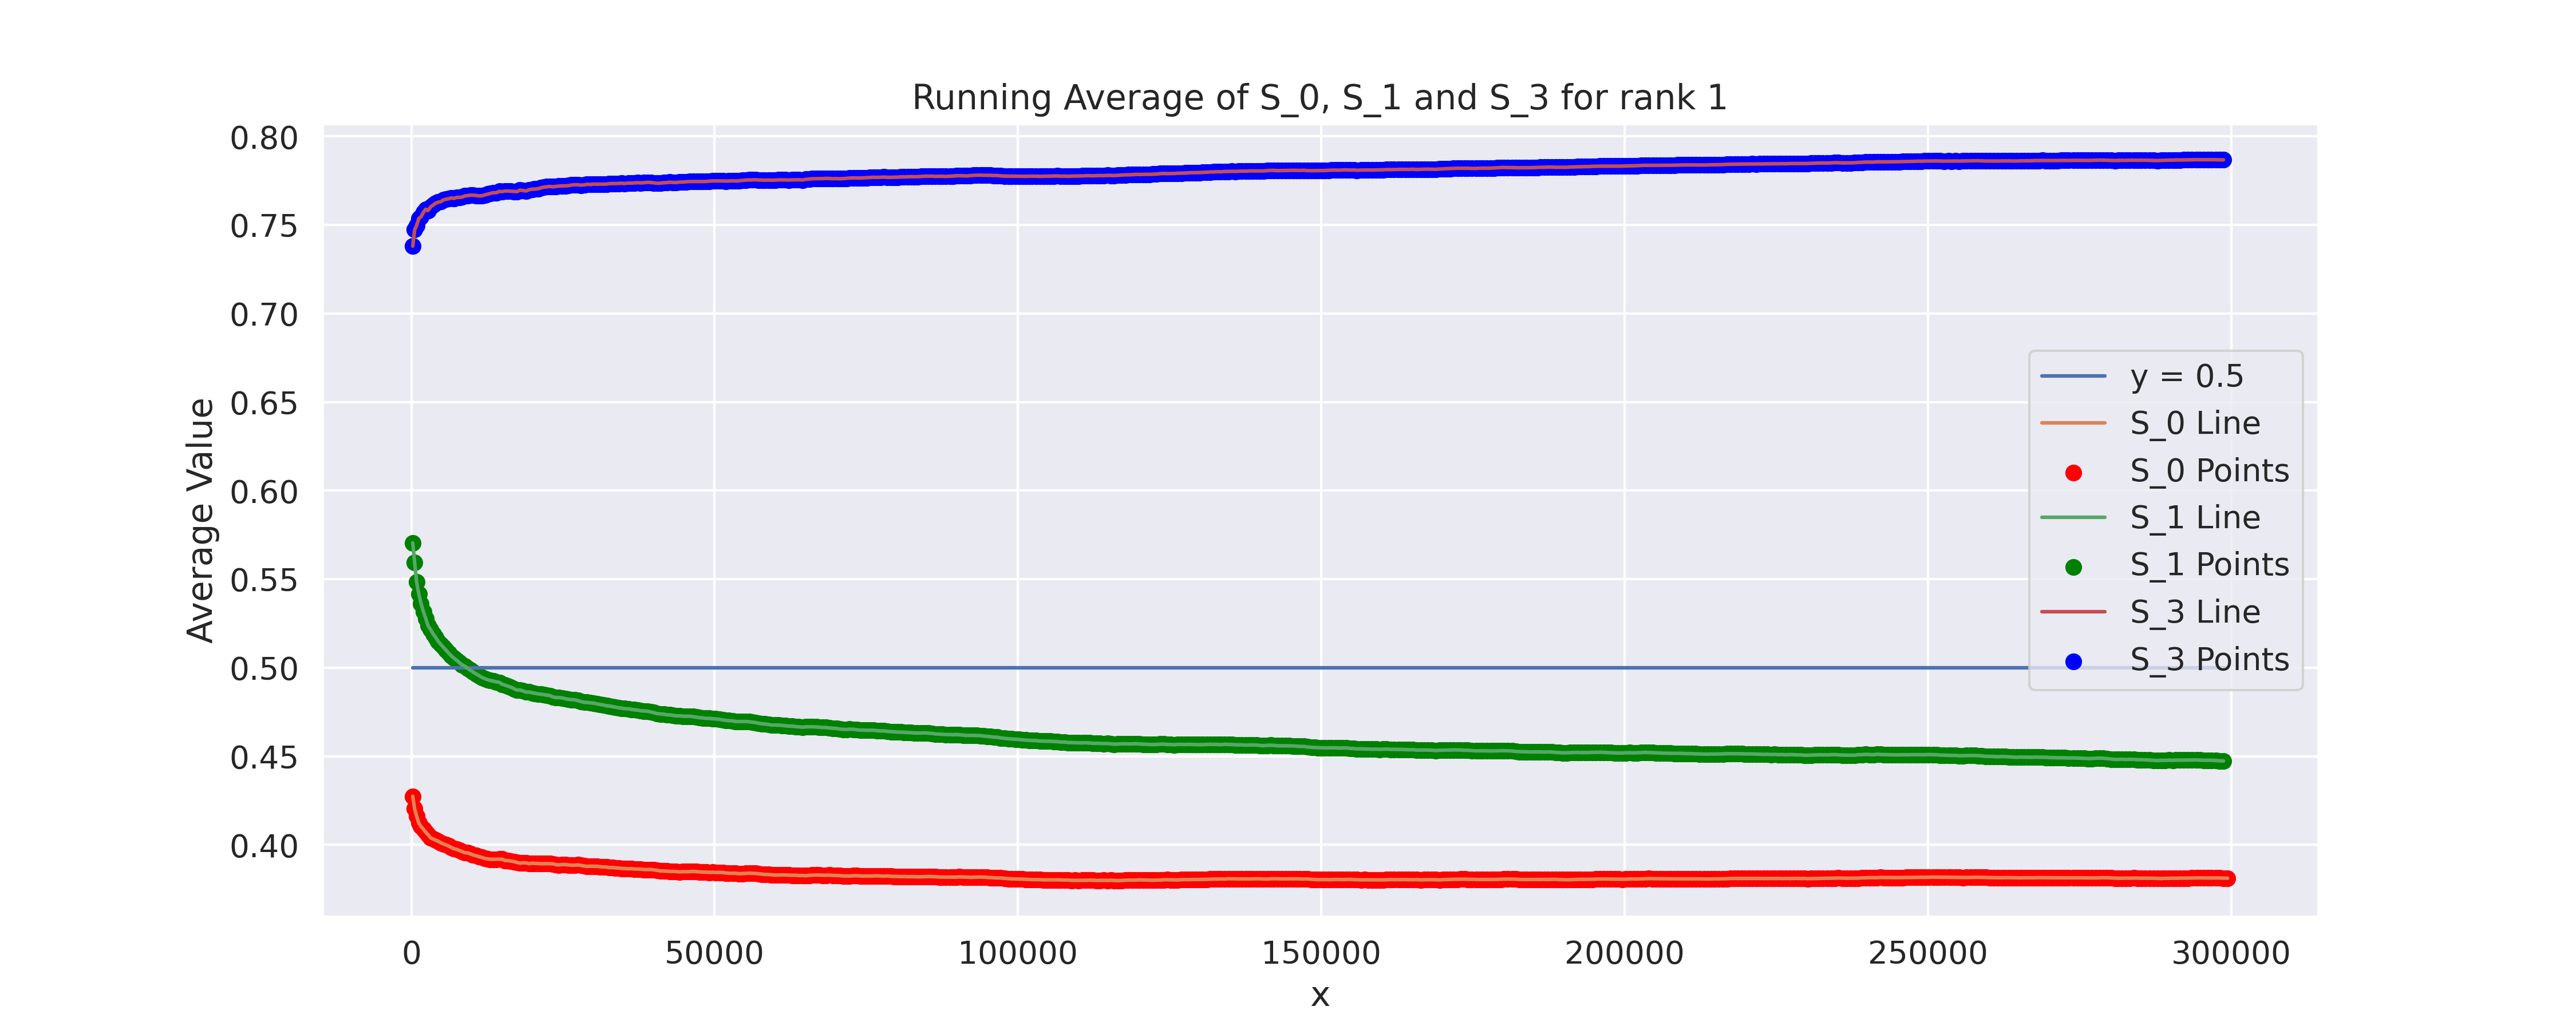 Running Average of S_0, S_1 and S_3 for rank 1
0.80
0.75
0.70
0.65
0.60
0.55
0.50
0.45
0.40
Average Value
y = 0.5
S_0 Line
S_0 Points
S_1 Line
S_1 Points
S_3 Line
S_3 Points
0
50000
100000
150000
200000
250000
300000
x